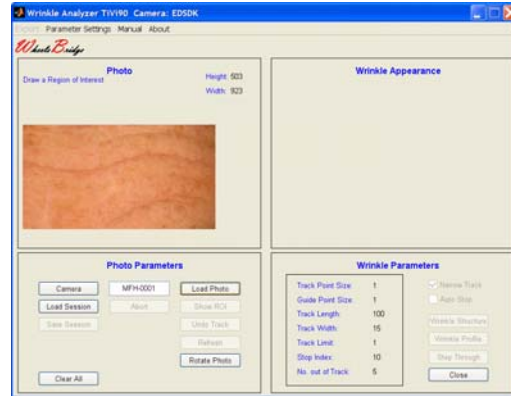 Wrinkle Analyzer TiVi90 Camera: EDSDK
Export Parameter Settings Manual About
WheelsBridge
Photo
Draw a Region of Interest
Height: 503
Width: 923
Wrinkle Appearance
Photo Parameters
Camera MFH-0001 Load Photo
Load Session Abort Show ROI
Save Session Undo Track
Refresh
Rotate Photo
Clear All
Wrinkle Parameters
Track Point Size: 1
Guide Point Size: 1
Track Length: 100
Track Width: 15
Track Limit: 1
Stop Index: 10
No. out of Track: 5
Narrow Track
Auto Stop
Wrinkle Structure
Wrinkle Profile
Step Through
Close